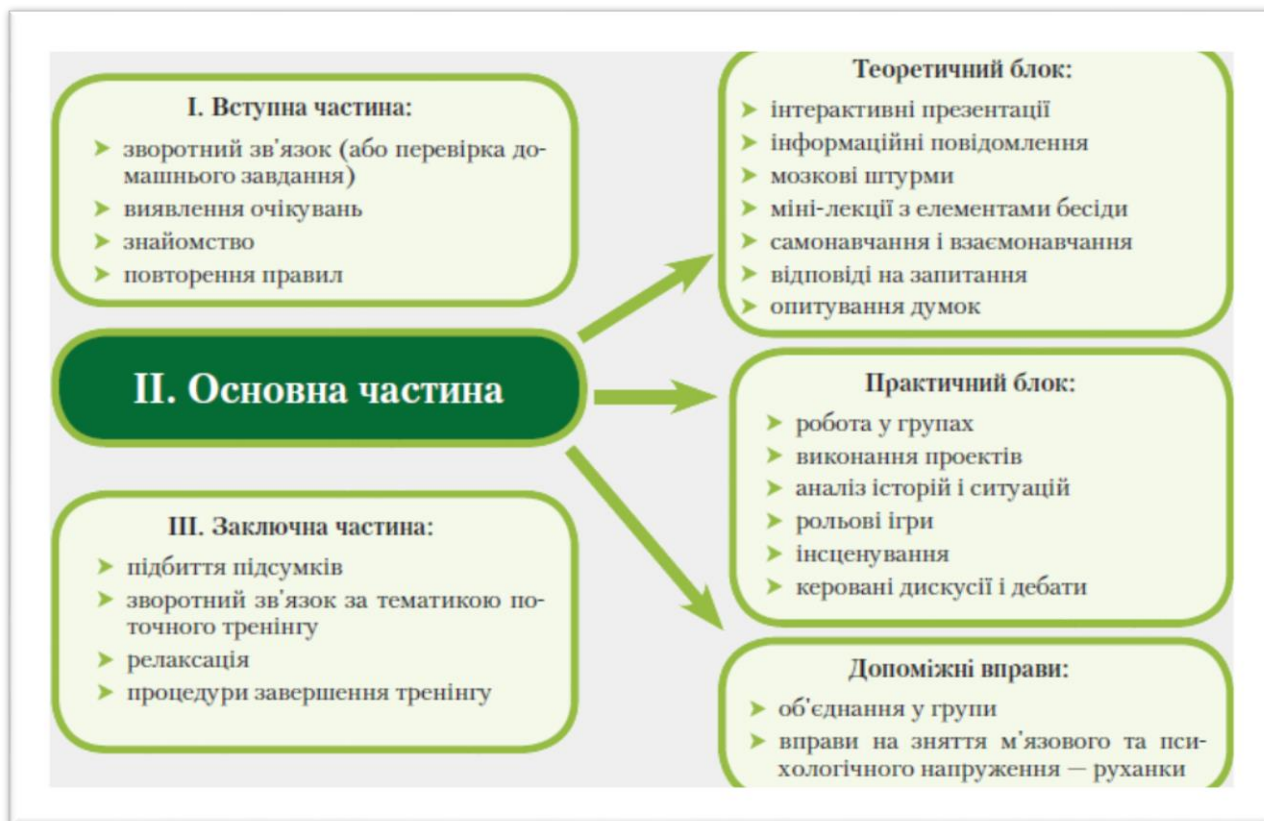 І. Вступна частина:
➤ зворотний зв'язок (або перевірка до-
машнього завдання)
➤ виявлення очікувань
➤ знайомство
➤ повторення правил
ІІ. Основна частина
ІІІ. Заключна частина:
➤ підбиття підсумків
➤ зворотний зв'язок за тематикою по-
точного тренінгу
➤ релаксація
➤ процедури завершення тренінгу
Теоретичний блок:
➤ інтерактивні презентації
➤ інформаційні повідомлення
➤ мозкові штурми
➤ міні-лекції з елементами бесіди
➤ самонавчання і взаємонавчання
➤ відповіді на запитання
➤ опитування думок
Практичний блок:
➤ робота у групах
➤ виконання проектів
➤ аналіз історій і ситуацій
➤ рольові ігри
➤ інсценування
➤ керовані дискусії і дебати
Допоміжні вправи:
➤ об'єднання у групи
➤ вправи на зняття м'язового та пси-
хологічного напруження — руханки